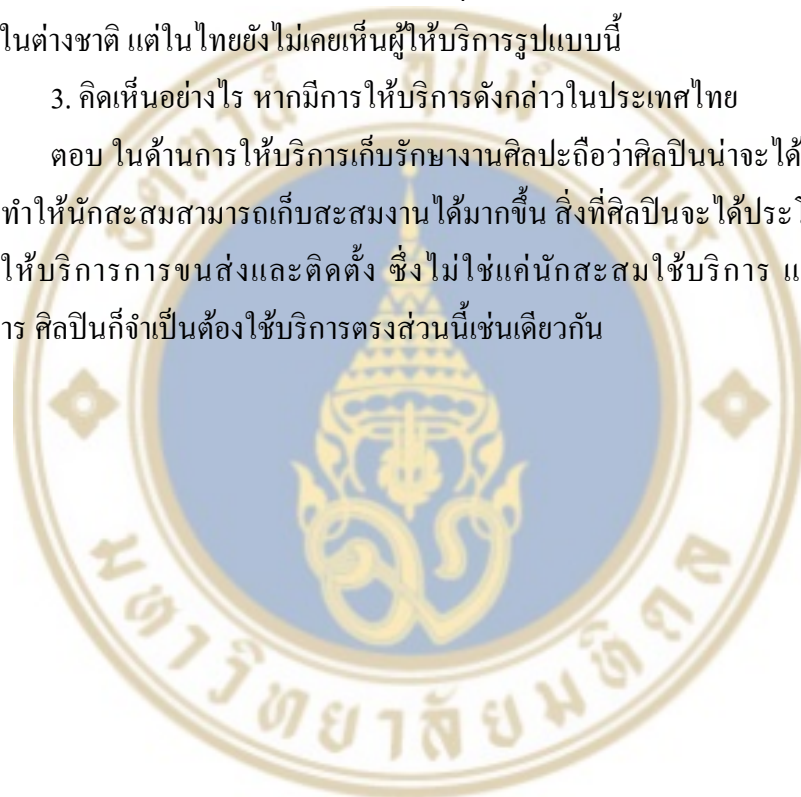 ในต่างชาติ แต่ในไทยยังไม่เคยเห็นผู้ให้บริการรูปแบบนี้
3. คิดเห็นอย่างไร หากมีการให้บริการดังกล่าวในประเทศไทย
ตอบ ในด้านการให้บริการเก็บรักษางานศิลปะถือว่าศิลปินน่าจะได้
ทำให้นักสะสมสามารถเก็บสะสมงานได้มากขึ้น สิ่งที่ศิลปินจะได้ประโ
ให้บริการการขนส่งและติดตั้ง ซึ่งไม่ใช่แค่นักสะสมใช้บริการ แ
าร ศิลปินก็จำเป็นต้องใช้บริการตรงส่วนนี้เช่นเดียวกัน
มหาวิทยาลัยมหิดล